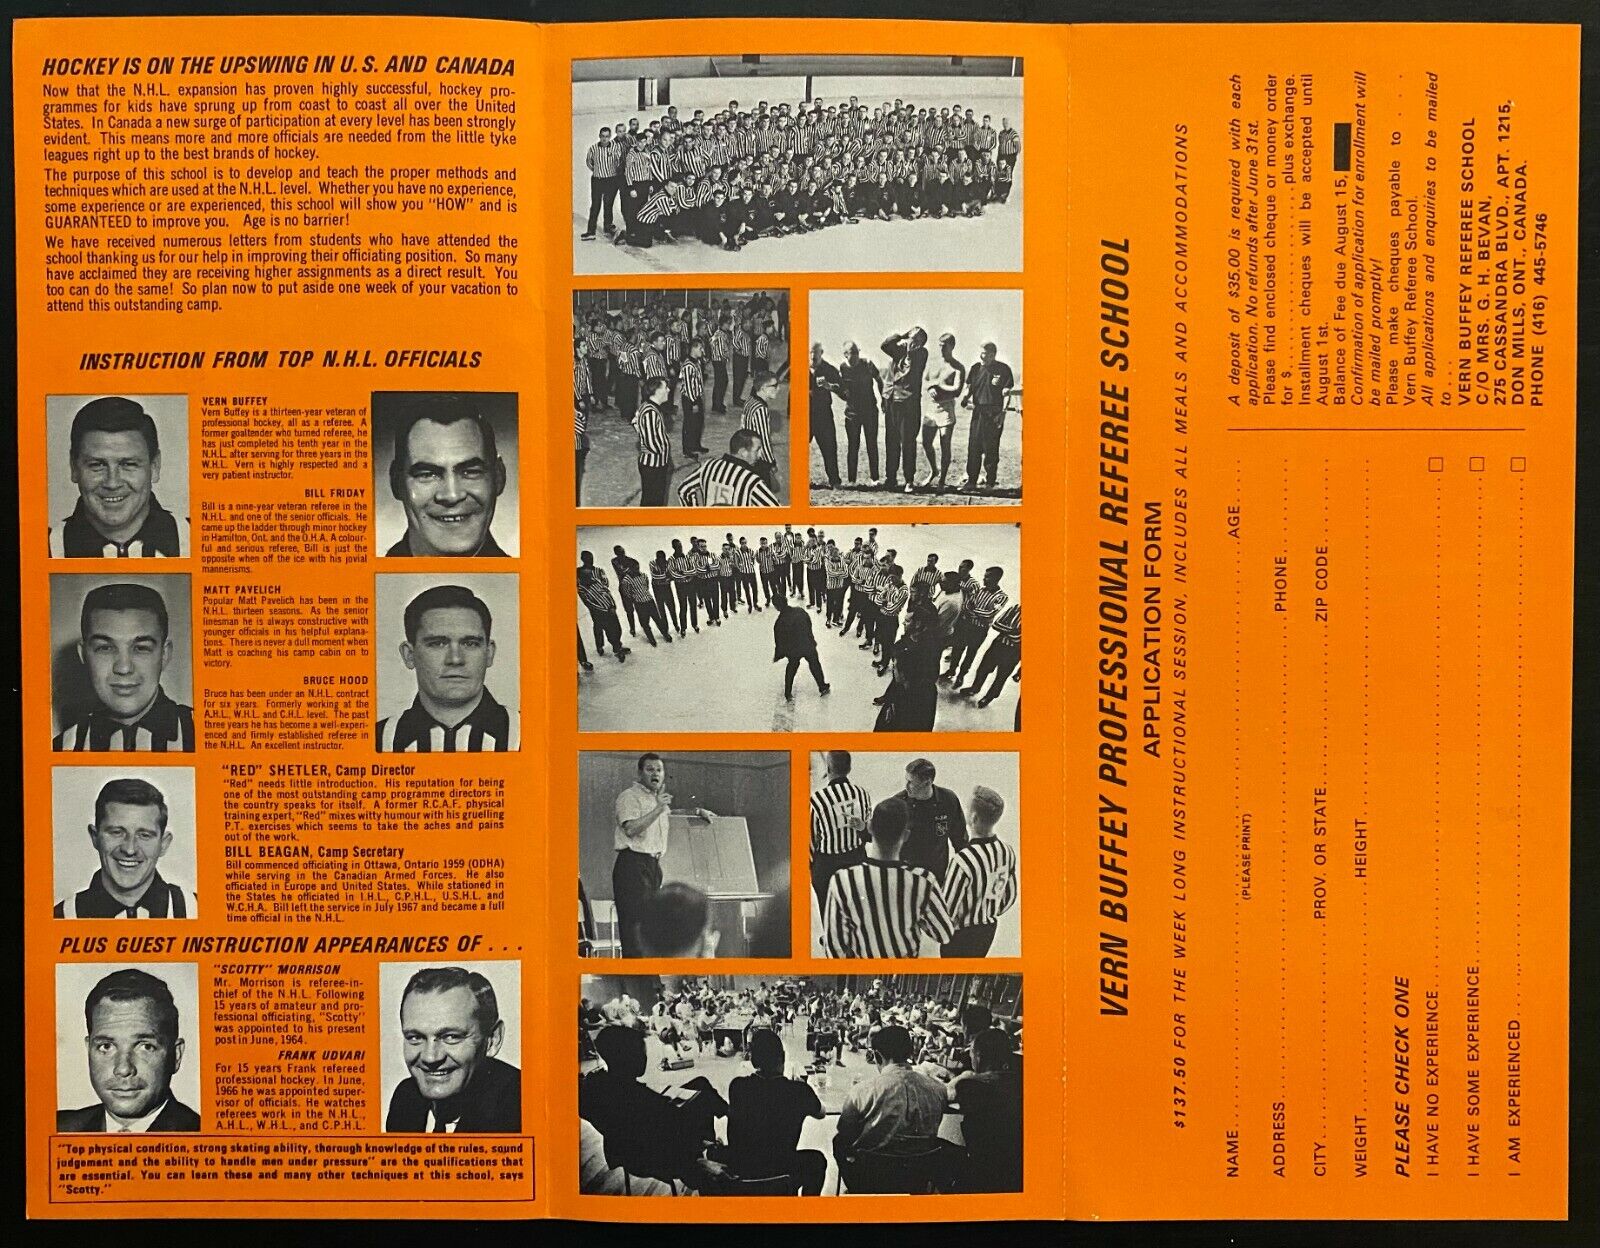 HOCKEY IS ON THE UPSWING IN U. S. AND CANADA
Now that the N.H.L. expansion has proven highly successful, hockey pro-
grammes for kids have sprung up from coast to coast all over the United
States. In Canada a new surge of participation at every level has been strongly
evident. This means more and more officials are needed from the little tyke
leagues right up to the best brands of hockey.
The purpose of this school is to develop and teach the proper methods and
techniques which are used at the N.H.L. level. Whether you have no experience,
some experience or are experienced, this school will show you "HOW" and is
GUARANTEED to improve you. Age is no barrier!
We have received numerous letters from students who have attended the
school thanking us for our help in improving their officiating position. So many
have acclaimed they are receiving higher assignments as a direct result. You
too can do the same! So plan now to put aside one week of your vacation to
attend this outstanding camp.
INSTRUCTION FROM TOP N.H.L. OFFICIALS
VERN BUFFEY
Vern Buffey is a thirteen-year veteran of
professional hockey, all as a referee. A
former goaltender who turned referee, he
has just completed his tenth year in the
N.H.L. after serving for three years in the
W.H.L. Vern is highly respected and a
very patient instructor.
BILL FRIDAY
Bill is a nine-year veteran referee in the
N.H.L. and one of the senior officials. He
came up the ladder through minor hockey
in Hamilton, Ont. and the O.H.A. A colour-
ful and serious referee, Bill is just the
opposite when off the ice with his jovial
mannerisms.
MATT PAVELICH
Popular Matt Pavelich has been in the
N.H.L. thirteen seasons. As the senior
linesman he is always constructive with
younger officials in his helpful explana-
tions. There is never a dull moment when
Matt is coaching his camp cabin on to
victory.
BRUCE HOOD
Bruce has been under an N.H.L. contract
for six years. Formerly working at the
A.H.L., W.H.L. and C.H.L. level. The past
three years he has become a well-experi-
enced and firmly established referee in
the N.H.L. An excellent instructor.
"RED" SHETLER, Camp Director
"Red" needs little introduction. His reputation for being
one of the most outstanding camp programme directors in
the country speaks for itself. A former R.C.A.F. physical
training expert, "Red" mixes witty humour with his gruelling
P.T. exercises which seems to take the aches and pains
out of the work.
BILL BEAGAN, Camp Secretary
Bill commenced officiating in Ottawa, Ontario 1959 (ODHA)
while serving in the Canadian Armed Forces. He also
officiated in Europe and United States. While stationed in
the States he officiated in I.H.L., C.P.H.L., U.S.H.L. and
W.C.H.A. Bill left the service in July 1967 and became a full
time official in the N.H.L.
PLUS GUEST INSTRUCTION APPEARANCES OF . . .
"SCOTTY" MORRISON
Mr. Morrison is referee-in-
chief of the N.H.L. Following
15 years of amateur and pro-
fessional officiating, "Scotty"
was appointed to his present
post in June, 1964.
FRANK UDVARI
For 15 years Frank refereed
professional hockey. In June,
1966 he was appointed super-
visor of officials. He watches
referees work in the N.H.L.,
A.H.L., W.H.L., and C.P.H.L.
"Top physical condition, strong skating ability, thorough knowledge of the rules, sound
judgement and the ability to handle men under pressure" are the qualifications that
are essential. You can learn these and many other techniques at this school, says
"Scotty."
15
17
VERN BUFFEY PROFESSIONAL REFEREE SCHOOL
APPLICATION FORM
$137.50 FOR THE WEEK LONG INSTRUCTIONAL SESSION, INCLUDES ALL MEALS AND ACCOMMODATIONS
NAME.......... AGE..........
(PLEASE PRINT)
ADDRESS.......... PHONE..........
CITY.......... PROV. OR STATE.......... ZIP CODE..........
WEIGHT.......... HEIGHT..........
PLEASE CHECK ONE
I HAVE NO EXPERIENCE.......... □
I HAVE SOME EXPERIENCE.......... □
I AM EXPERIENCED.......... □
A deposit of $35.00 is required with each
application. No refunds after June 31st.
Please find enclosed cheque or money order
for $..........plus exchange.
Installment cheques will be accepted until
August 1st.
Balance of Fee due August 15,
Confirmation of application for enrollment will
be mailed promptly!
Please make cheques payable to . . . .
Vern Buffey Referee School.
All applications and enquiries to be mailed
to . . .
VERN BUFFEY REFEREE SCHOOL
C/O MRS. G. H. BEVAN,
275 CASSANDRA BLVD., APT. 1215,
DON MILLS, ONT., CANADA.
PHONE (416) 445-5746